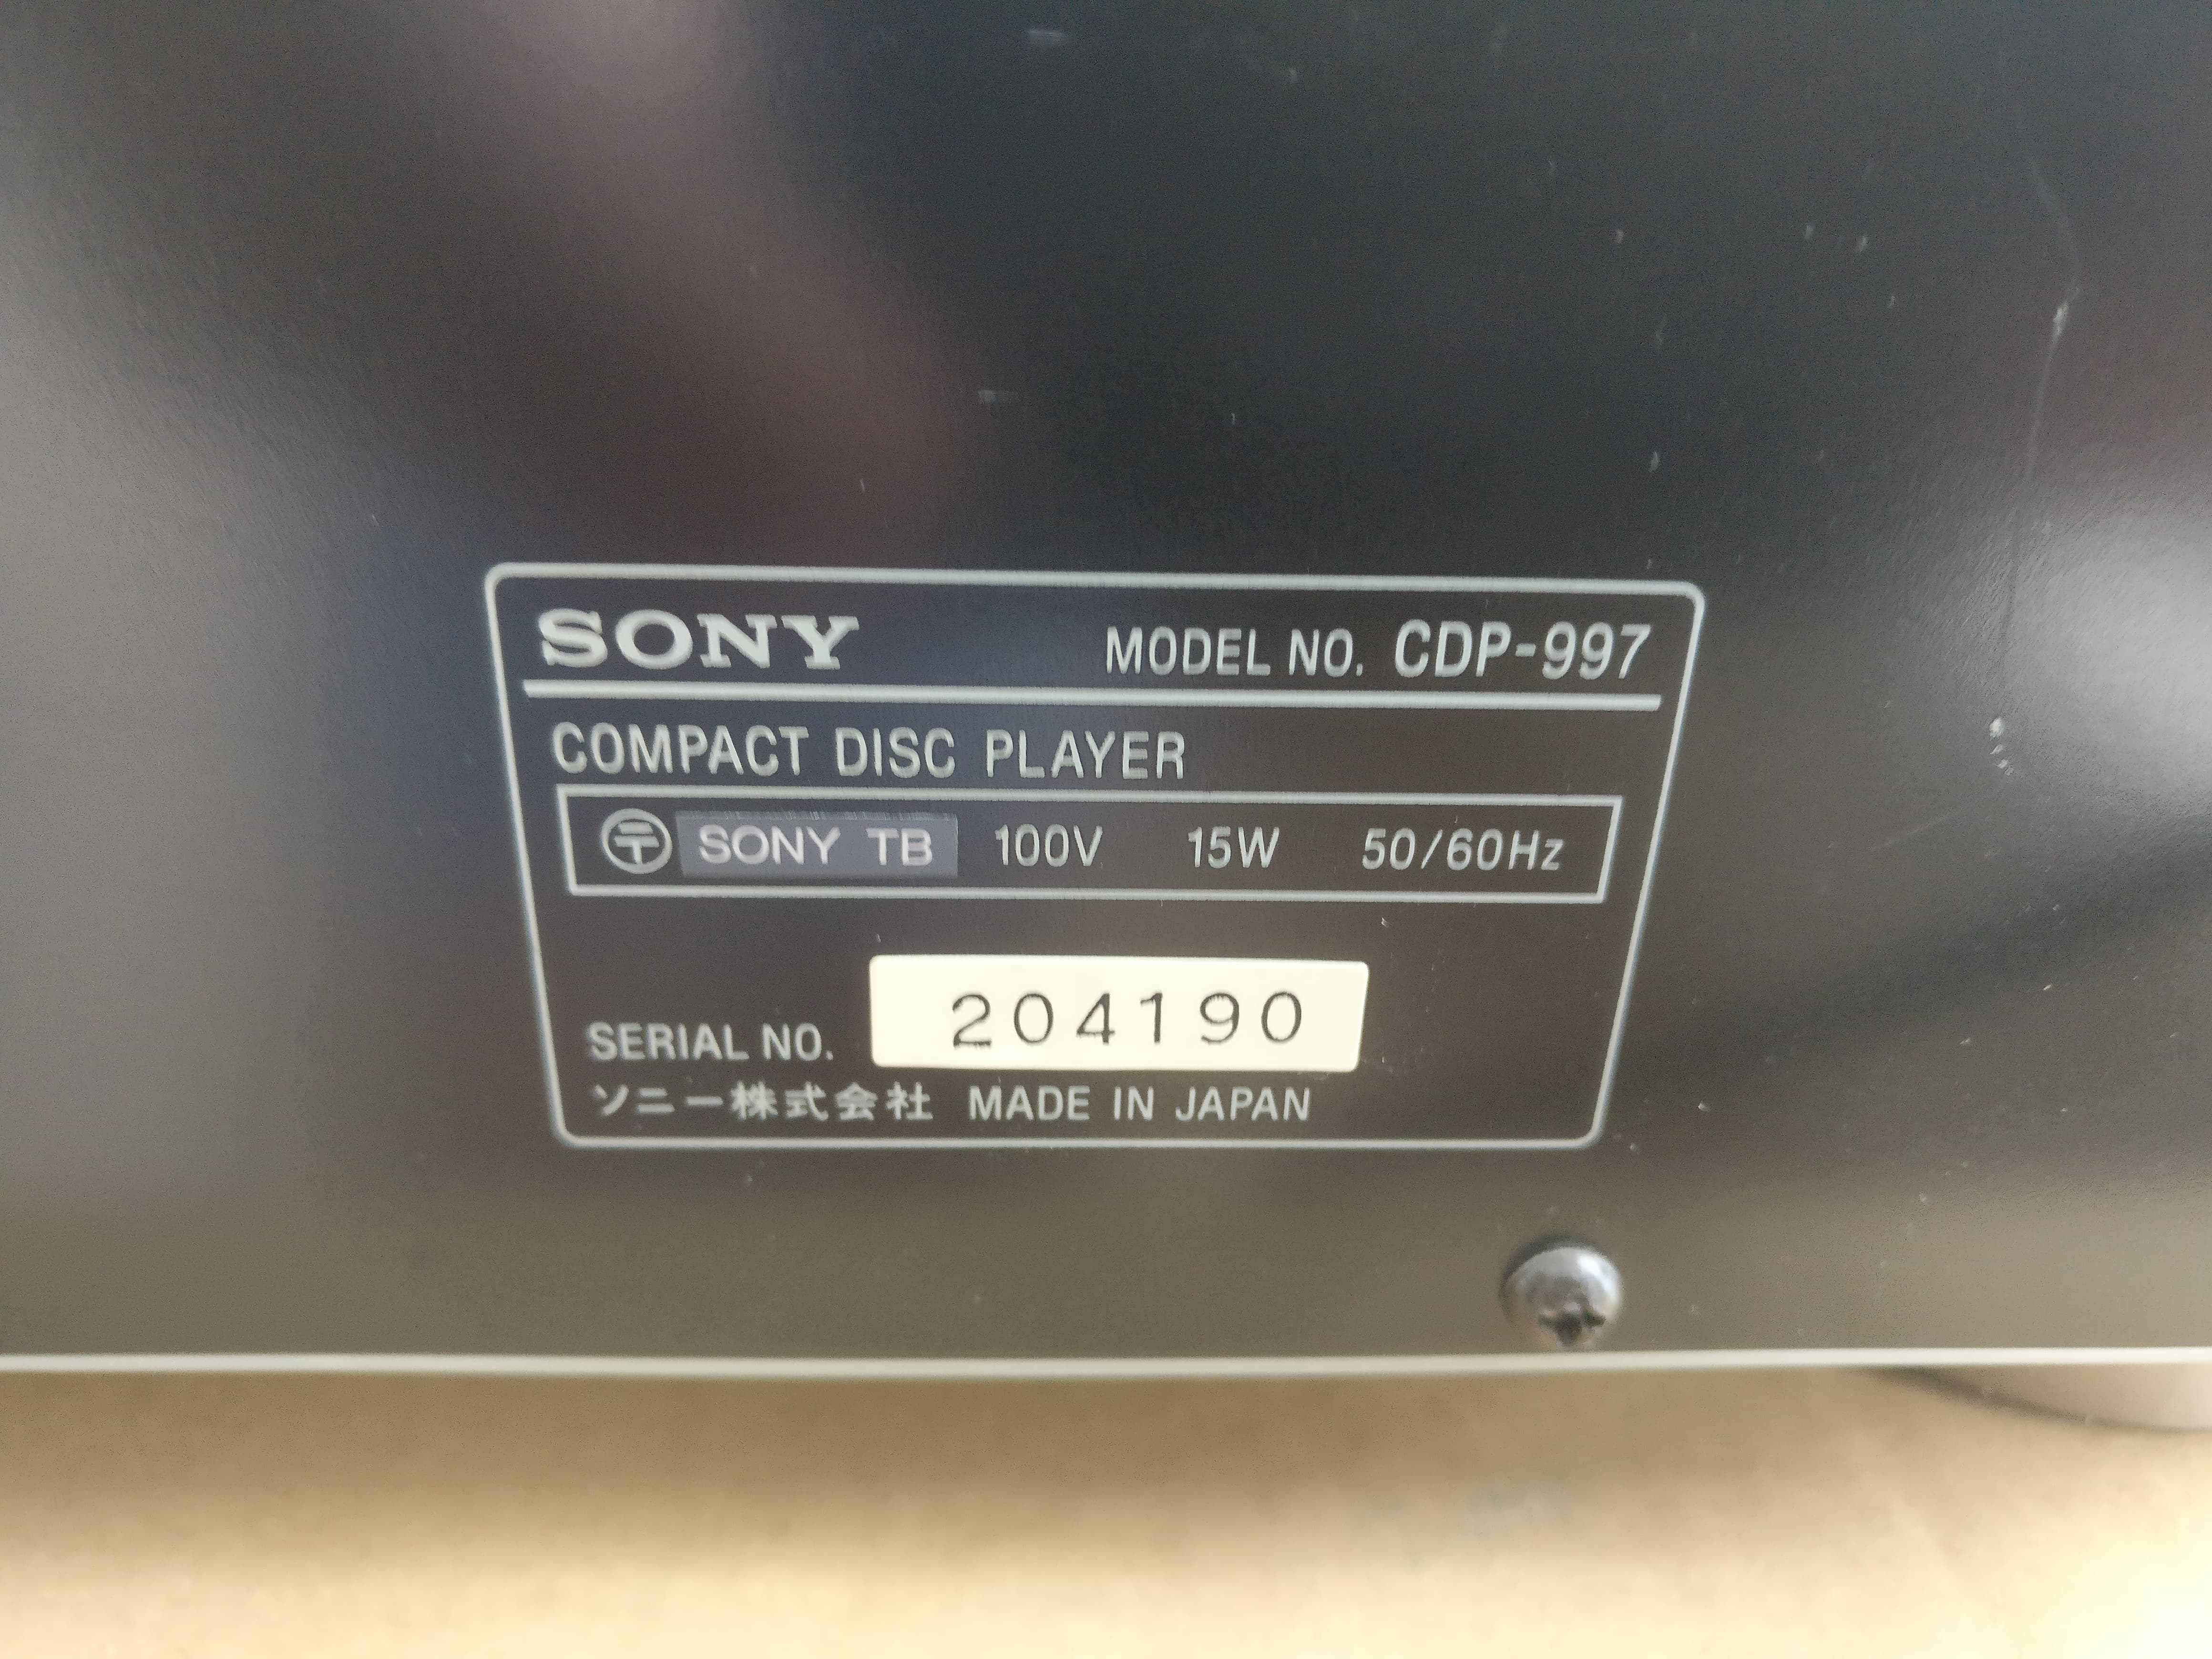 SONY MODEL NO. CDP-997
COMPACT DISC PLAYER
〶 SONY TB 100V 15W 50/60Hz
SERIAL NO. 204190
ソニー株式会社 MADE IN JAPAN